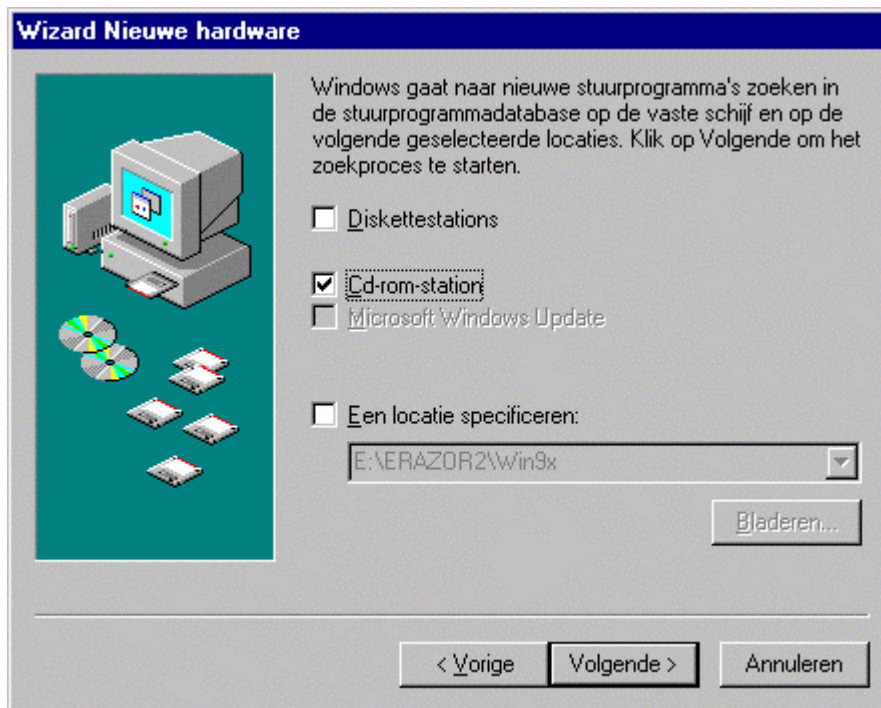 Wizard Nieuwe hardware
Windows gaat naar nieuwe stuurprogramma's zoeken in
de stuurprogrammadatabase op de vaste schijf en op de
volgende geselecteerde locaties. Klik op Volgende om het
zoekproces te starten.
Diskettestations
Cd-rom-station
Microsoft Windows Update
Een locatie specificeren:
E:\ERAZOR2\Win9x
Bladeren...
< Vorige
Volgende >
Annuleren